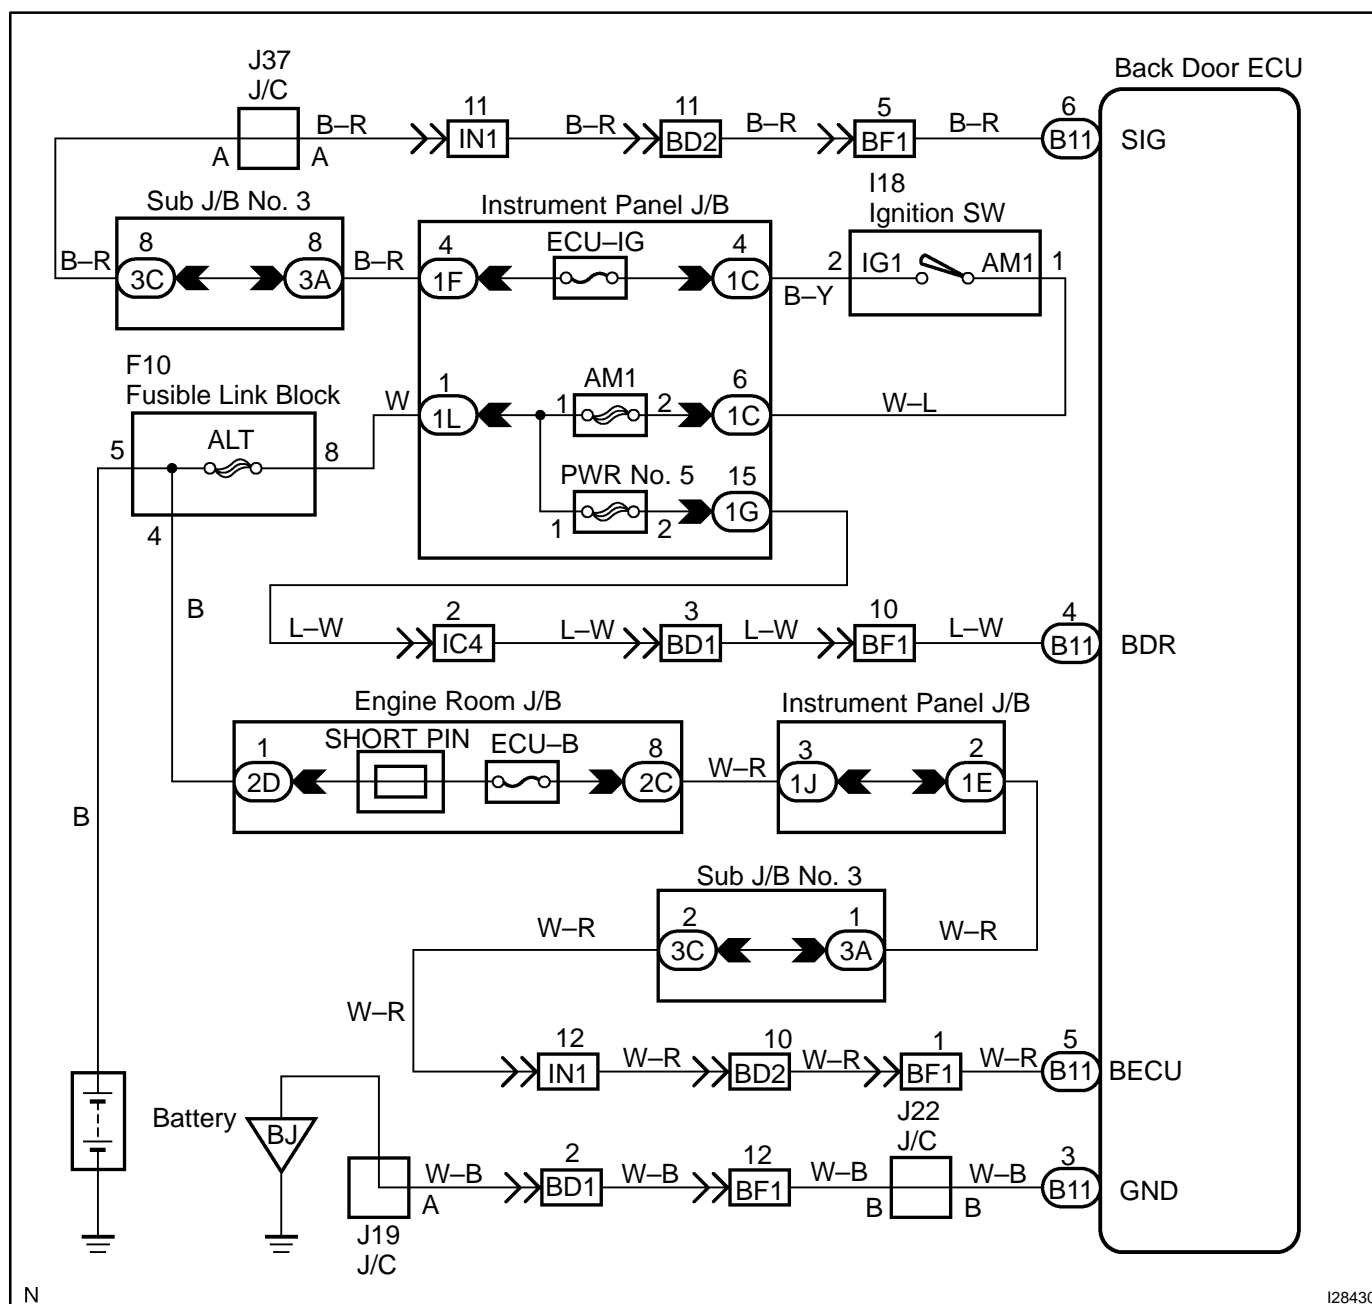 J37
J/C
Back Door ECU
B–R
11
IN1
B–R
11
BD2
B–R
5
BF1
B–R
6
B11
SIG
A
A
Sub J/B No. 3
Instrument Panel J/B
I18
Ignition SW
B–R
8
3C
8
3A
B–R
4
1F
ECU–IG
4
1C
B–Y
2
IG1
AM1
1
F10
Fusible Link Block
5
ALT
8
4
W
1
1L
1
AM1
2
6
1C
W–L
PWR No. 5
1
2
15
1G
B
L–W
2
IC4
L–W
3
BD1
L–W
10
BF1
L–W
4
B11
BDR
Engine Room J/B
Instrument Panel J/B
1
2D
SHORT PIN
ECU–B
8
2C
W–R
3
1J
2
1E
B
Sub J/B No. 3
W–R
2
3C
1
3A
W–R
W–R
12
IN1
W–R
10
BD2
W–R
1
BF1
W–R
5
B11
BECU
Battery
BJ
J22
J/C
W–B
A
2
BD1
W–B
12
BF1
W–B
B
B
W–B
3
B11
GND
J19
J/C
N
I28430